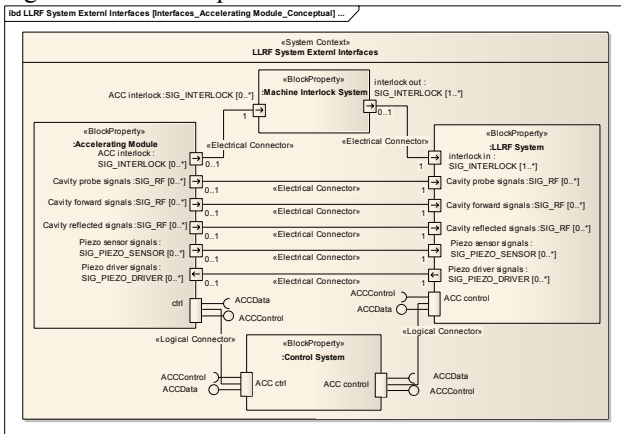 ibd LLRF System Externl Interfaces [Interfaces_Accelerating Module_Conceptual] ...
«System Context»
LLRF System Externl Interfaces
«BlockProperty»
:Machine Interlock System
ACC interlock :SIG_INTERLOCK [0..*]
1
interlock out :
SIG_INTERLOCK [1..*]
0..1
«BlockProperty»
:Accelerating Module
ACC interlock :
SIG_INTERLOCK [0..*]
0..1
«Electrical Connector»
«Electrical Connector»
«BlockProperty»
:LLRF System
1
interlock in :
SIG_INTERLOCK [1..*]
Cavity probe signals :SIG_RF [0..*]
0..1
«Electrical Connector»
1
Cavity probe signals :SIG_RF [0..*]
Cavity forward signals :SIG_RF [0..*]
0..1
«Electrical Connector»
1
Cavity forward signals :SIG_RF [0..*]
Cavity reflected signals :SIG_RF [0..*]
0..1
«Electrical Connector»
1
Cavity reflected signals :SIG_RF [0..*]
Piezo sensor signals :
SIG_PIEZO_SENSOR [0..*]
0..1
«Electrical Connector»
1
Piezo sensor signals :
SIG_PIEZO_SENSOR [0..*]
Piezo driver signals :
SIG_PIEZO_DRIVER [0..*]
0..1
«Electrical Connector»
1
Piezo driver signals :
SIG_PIEZO_DRIVER [0..*]
ctrl
ACCData
ACCControl
ACCControl
ACCData
ACC control
«Logical Connector»
«Logical Connector»
«BlockProperty»
:Control System
ACCControl
ACCData
ACC ctrl
ACC control
ACCData
ACCControl